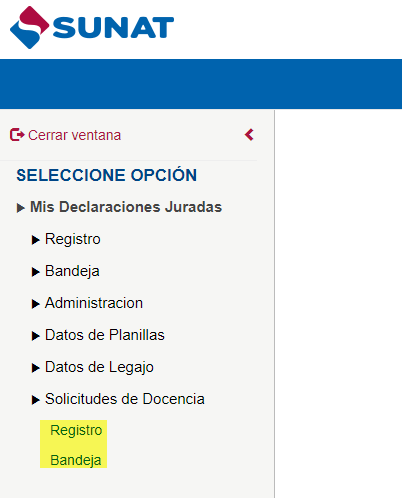 SUNAT
Cerrar ventana
SELECCIONE OPCIÓN
Mis Declaraciones Juradas
Registro
Bandeja
Administracion
Datos de Planillas
Datos de Legajo
Solicitudes de Docencia
Registro
Bandeja